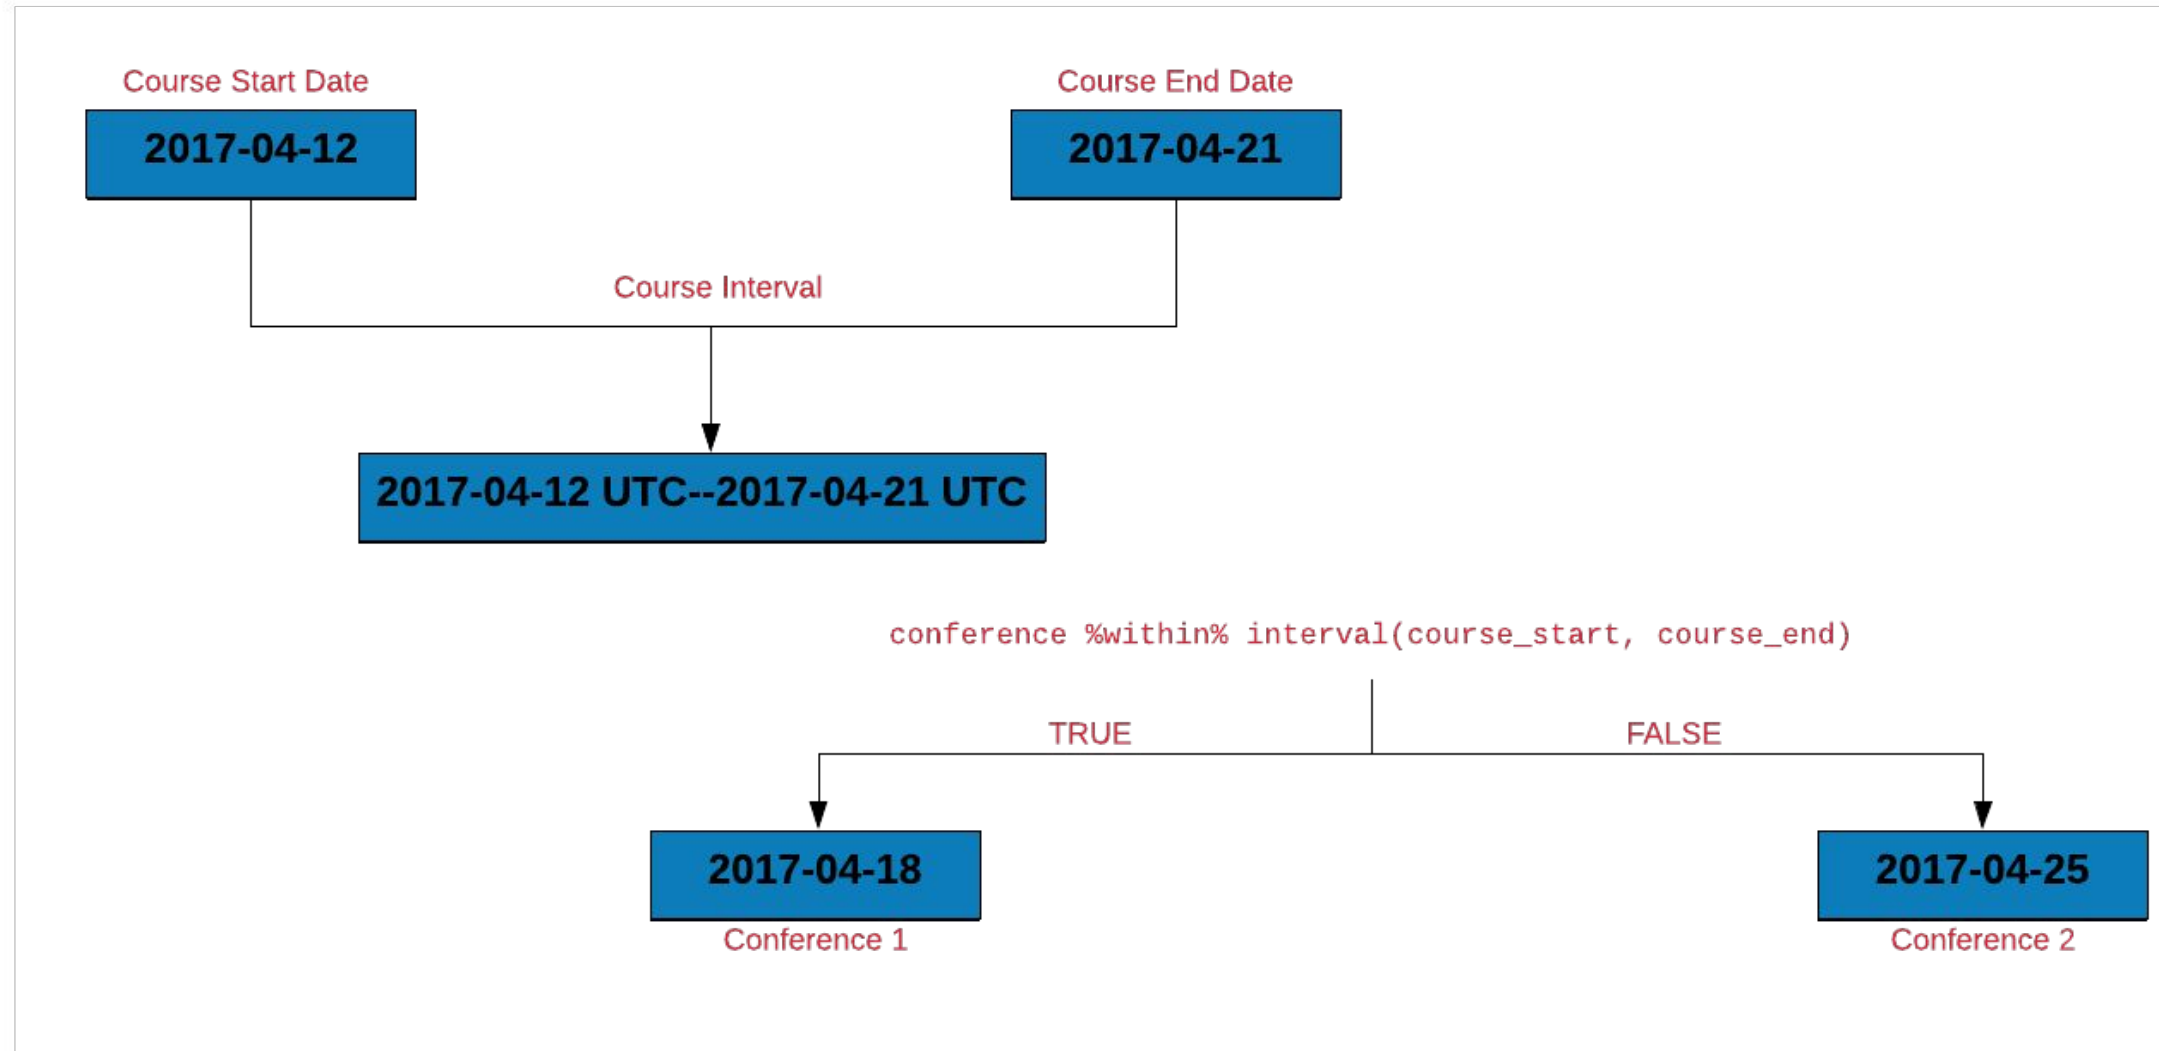 Course Start Date
Course End Date
2017-04-12
2017-04-21
Course Interval
2017-04-12 UTC--2017-04-21 UTC
conference %within% interval(course_start, course_end)
TRUE
FALSE
2017-04-18
2017-04-25
Conference 1
Conference 2